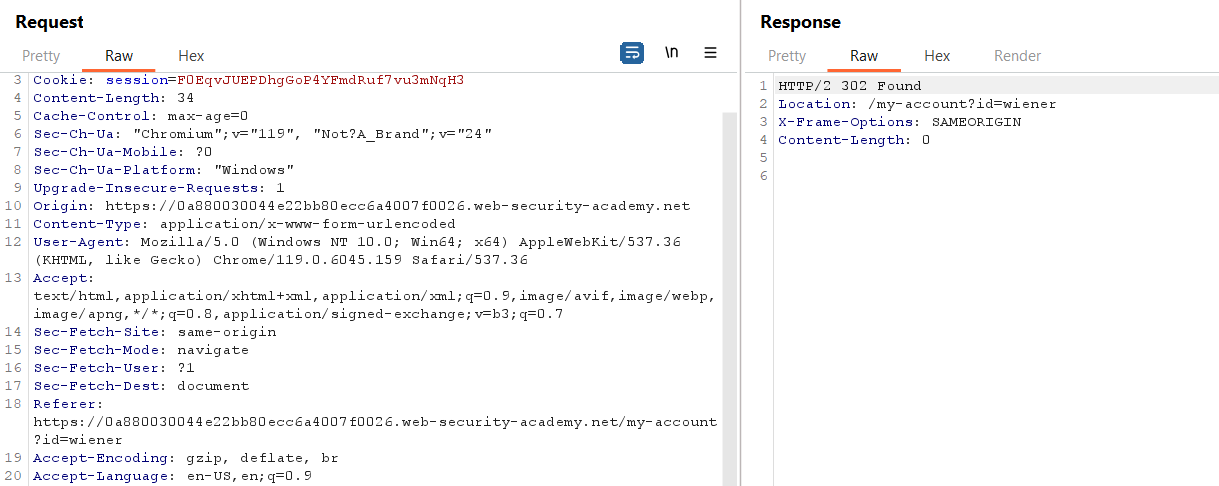 Request
Pretty Raw Hex \n
3 Cookie: session=F0EqvJUEPDhgGoP4YFmdRuf7vu3mNqH3
4 Content-Length: 34
5 Cache-Control: max-age=0
6 Sec-Ch-Ua: "Chromium";v="119", "Not?A_Brand";v="24"
7 Sec-Ch-Ua-Mobile: ?0
8 Sec-Ch-Ua-Platform: "Windows"
9 Upgrade-Insecure-Requests: 1
10 Origin: https://0a880030044e22bb80ecc6a4007f0026.web-security-academy.net
11 Content-Type: application/x-www-form-urlencoded
12 User-Agent: Mozilla/5.0 (Windows NT 10.0; Win64; x64) AppleWebKit/537.36
(KHTML, like Gecko) Chrome/119.0.6045.159 Safari/537.36
13 Accept:
text/html,application/xhtml+xml,application/xml;q=0.9,image/avif,image/webp,
image/apng,*/*;q=0.8,application/signed-exchange;v=b3;q=0.7
14 Sec-Fetch-Site: same-origin
15 Sec-Fetch-Mode: navigate
16 Sec-Fetch-User: ?1
17 Sec-Fetch-Dest: document
18 Referer:
https://0a880030044e22bb80ecc6a4007f0026.web-security-academy.net/my-account
?id=wiener
19 Accept-Encoding: gzip, deflate, br
20 Accept-Language: en-US,en;q=0.9
Response
Pretty Raw Hex Render
1 HTTP/2 302 Found
2 Location: /my-account?id=wiener
3 X-Frame-Options: SAMEORIGIN
4 Content-Length: 0
5
6